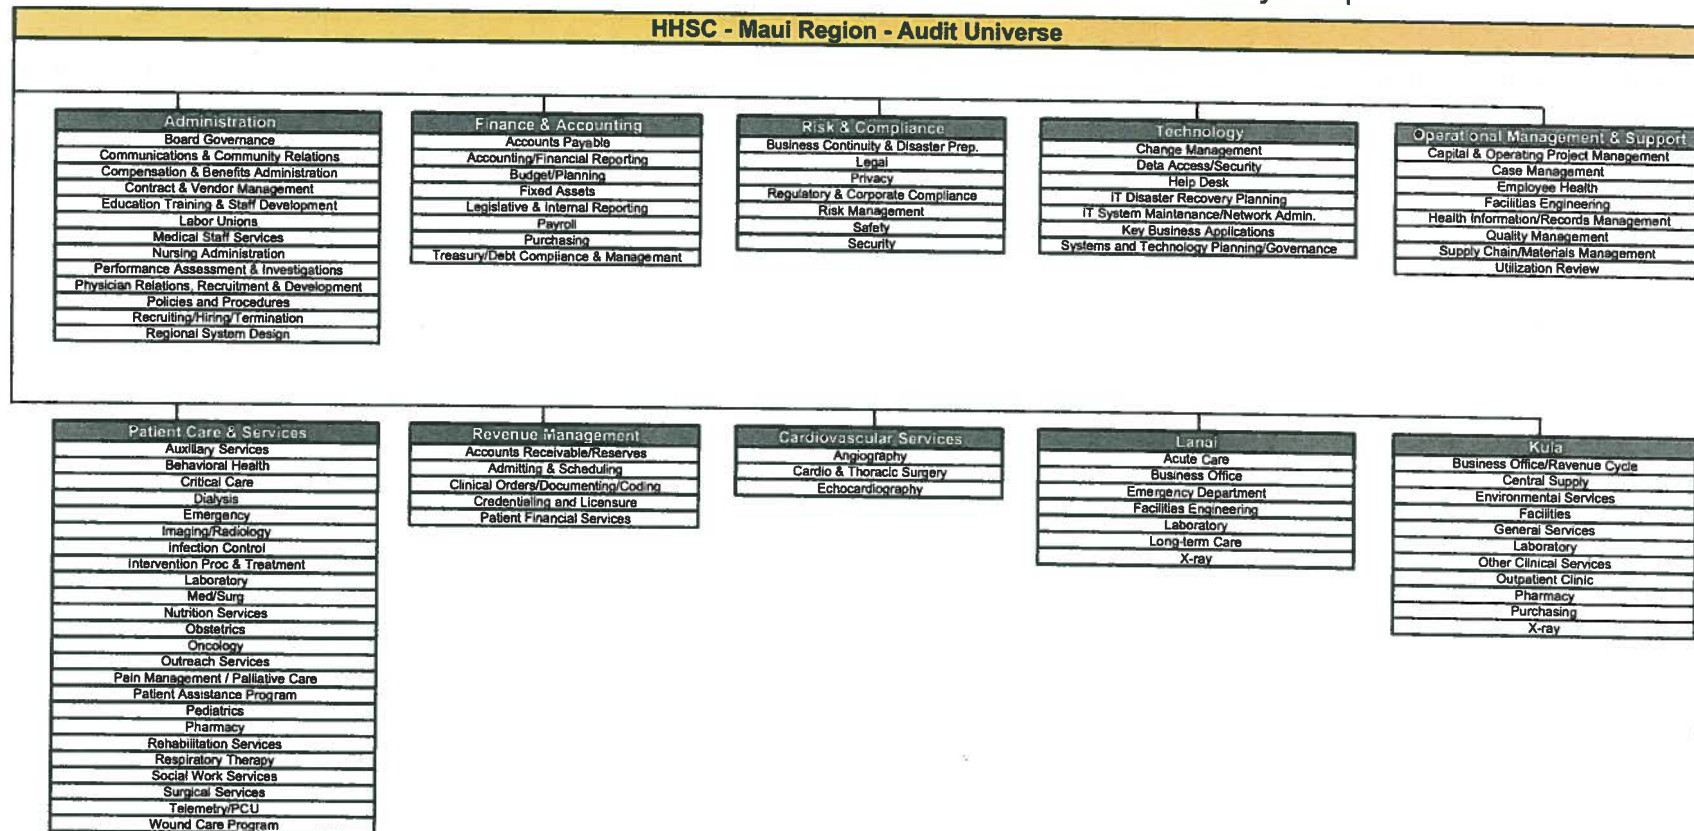 HHSC - Maui Region - Audit Universe
Administration
Board Governance
Communications & Community Relations
Compensation & Benefits Administration
Contract & Vendor Management
Education Training & Staff Development
Labor Unions
Medical Staff Services
Nursing Administration
Performance Assessment & Investigations
Physician Relations, Recruitment & Development
Policies and Procedures
Recruiting/Hiring/Termination
Regional System Design
Finance & Accounting
Accounts Payable
Accounting/Financial Reporting
Budget/Planning
Fixed Assets
Legislative & Internal Reporting
Payroll
Purchasing
Treasury/Debt Compliance & Management
Risk & Compliance
Business Continuity & Disaster Prep.
Legal
Privacy
Regulatory & Corporate Compliance
Risk Management
Safety
Security
Technology
Change Management
Data Access/Security
Help Desk
IT Disaster Recovery Planning
IT System Maintenance/Network Admin.
Key Business Applications
Systems and Technology Planning/Governance
Operational Management & Support
Capital & Operating Project Management
Case Management
Employee Health
Facilities Engineering
Health Information/Records Management
Quality Management
Supply Chain/Materials Management
Utilization Review
Patient Care & Services
Auxiliary Services
Behavioral Health
Critical Care
Dialysis
Emergency
Imaging/Radiology
Infection Control
Intervention Proc & Treatment
Laboratory
Med/Surg
Nutrition Services
Obstetrics
Oncology
Outreach Services
Pain Management / Palliative Care
Patient Assistance Program
Pediatrics
Pharmacy
Rehabilitation Services
Respiratory Therapy
Social Work Services
Surgical Services
Telemetry/PCU
Wound Care Program
Revenue Management
Accounts Receivable/Reserves
Admitting & Scheduling
Clinical Orders/Documenting/Coding
Credentialing and Licensure
Patient Financial Services
Cardiovascular Services
Angiography
Cardio & Thoracic Surgery
Echocardiography
Lanai
Acute Care
Business Office
Emergency Department
Facilities Engineering
Laboratory
Long-term Care
X-ray
Kula
Business Office/Revenue Cycle
Central Supply
Environmental Services
Facilities
General Services
Laboratory
Other Clinical Services
Outpatient Clinic
Pharmacy
Purchasing
X-ray